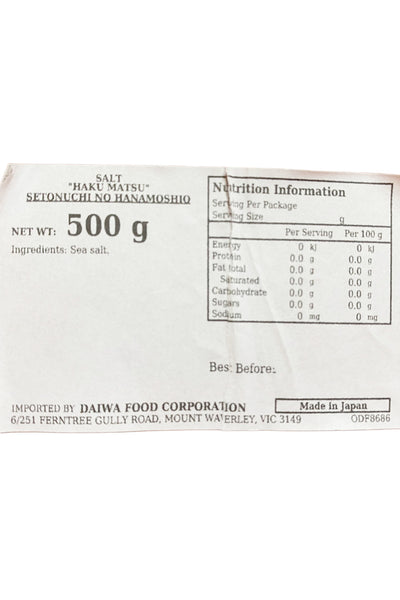 SALT
"HAKU MATSU"
SETONUCHI NO HANAMOSHIO
NET WT: 500 g
Ingredients: Sea salt.
Nutrition Information
Serving Per Package
Serving Size g
Per Serving Per 100 g
Energy 0 kJ 0 kJ
Protein 0.0 g 0.0 g
Fat total 0.0 g 0.0 g
Saturated 0.0 g 0.0 g
Carbohydrate 0.0 g 0.0 g
Sugars 0.0 g 0.0 g
Sodium 0 mg 0 mg
Best Before:
IMPORTED BY DAIWA FOOD CORPORATION
6/251 FERNTREE GULLY ROAD, MOUNT WAVERLEY, VIC 3149
Made in Japan
ODF8686